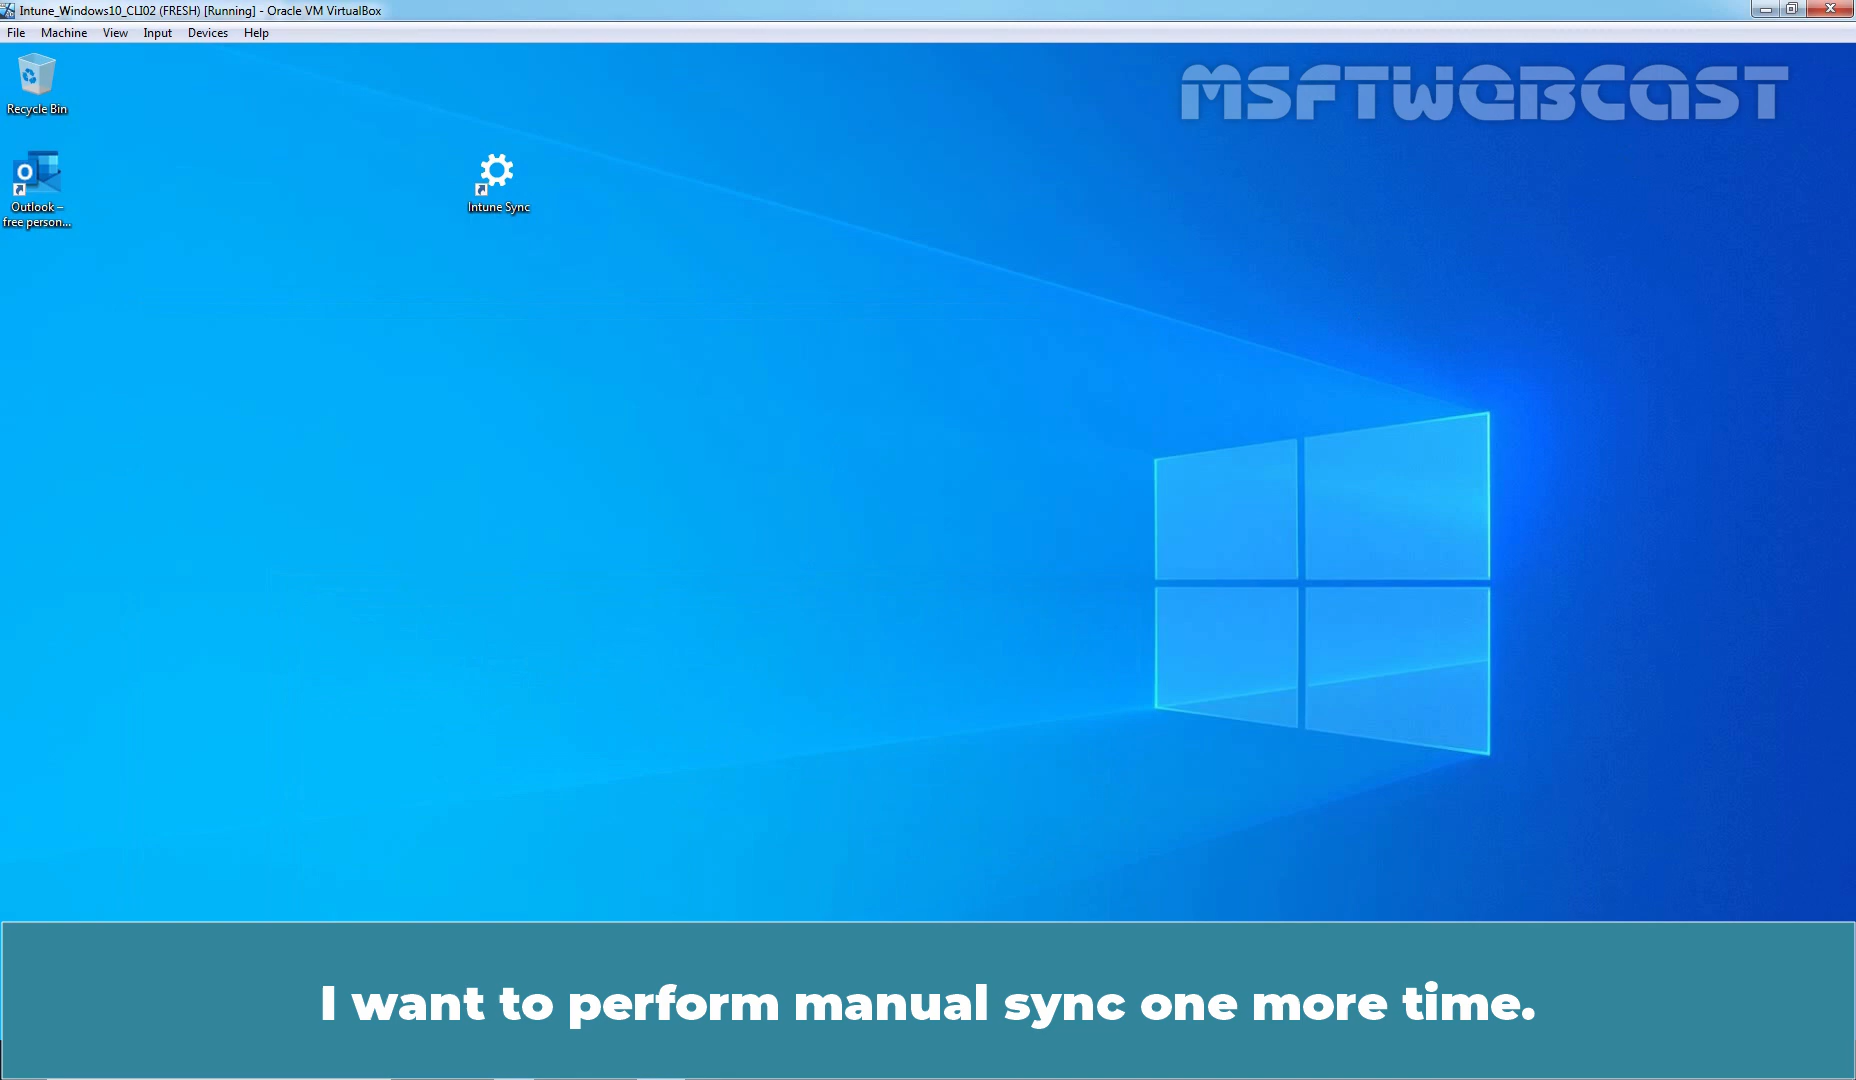 Intune_Windows10_CLI02 (FRESH) [Running] - Oracle VM VirtualBox
File Machine View Input Devices Help
MSFTWEBCAST
Recycle Bin
Outlook –
free person...
Intune Sync
I want to perform manual sync one more time.